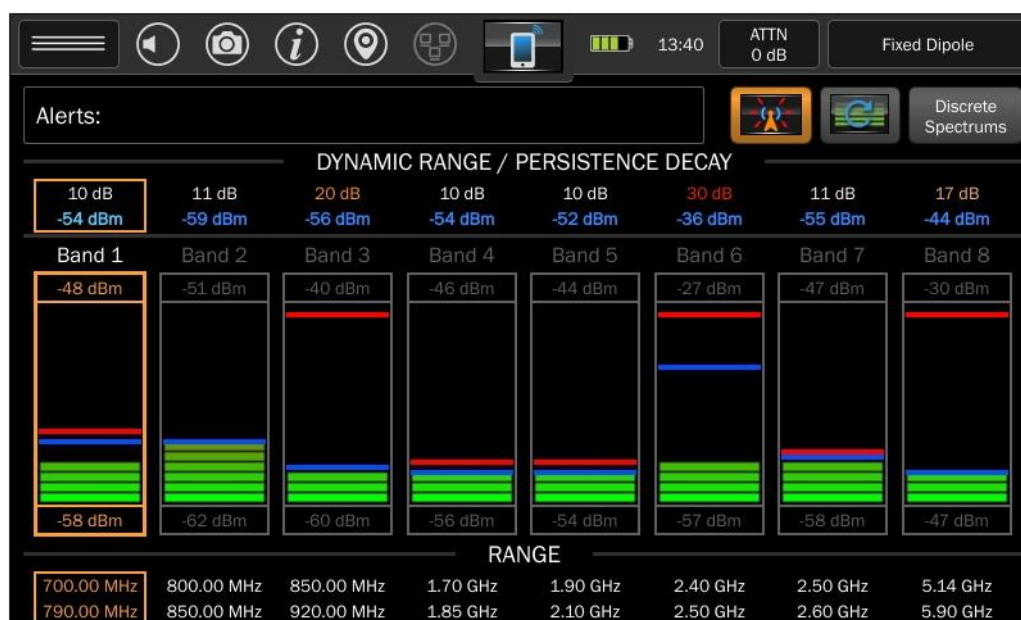 13:40
ATTN
0 dB
Fixed Dipole
Alerts:
Discrete
Spectrums
DYNAMIC RANGE / PERSISTENCE DECAY
10 dB 11 dB 20 dB 10 dB 10 dB 30 dB 11 dB 17 dB
-54 dBm -59 dBm -56 dBm -54 dBm -52 dBm -36 dBm -55 dBm -44 dBm
Band 1 Band 2 Band 3 Band 4 Band 5 Band 6 Band 7 Band 8
-48 dBm -51 dBm -40 dBm -46 dBm -44 dBm -27 dBm -47 dBm -30 dBm
-58 dBm -62 dBm -60 dBm -56 dBm -54 dBm -57 dBm -58 dBm -47 dBm
RANGE
700.00 MHz 800.00 MHz 850.00 MHz 1.70 GHz 1.90 GHz 2.40 GHz 2.50 GHz 5.14 GHz
790.00 MHz 850.00 MHz 920.00 MHz 1.85 GHz 2.10 GHz 2.50 GHz 2.60 GHz 5.90 GHz